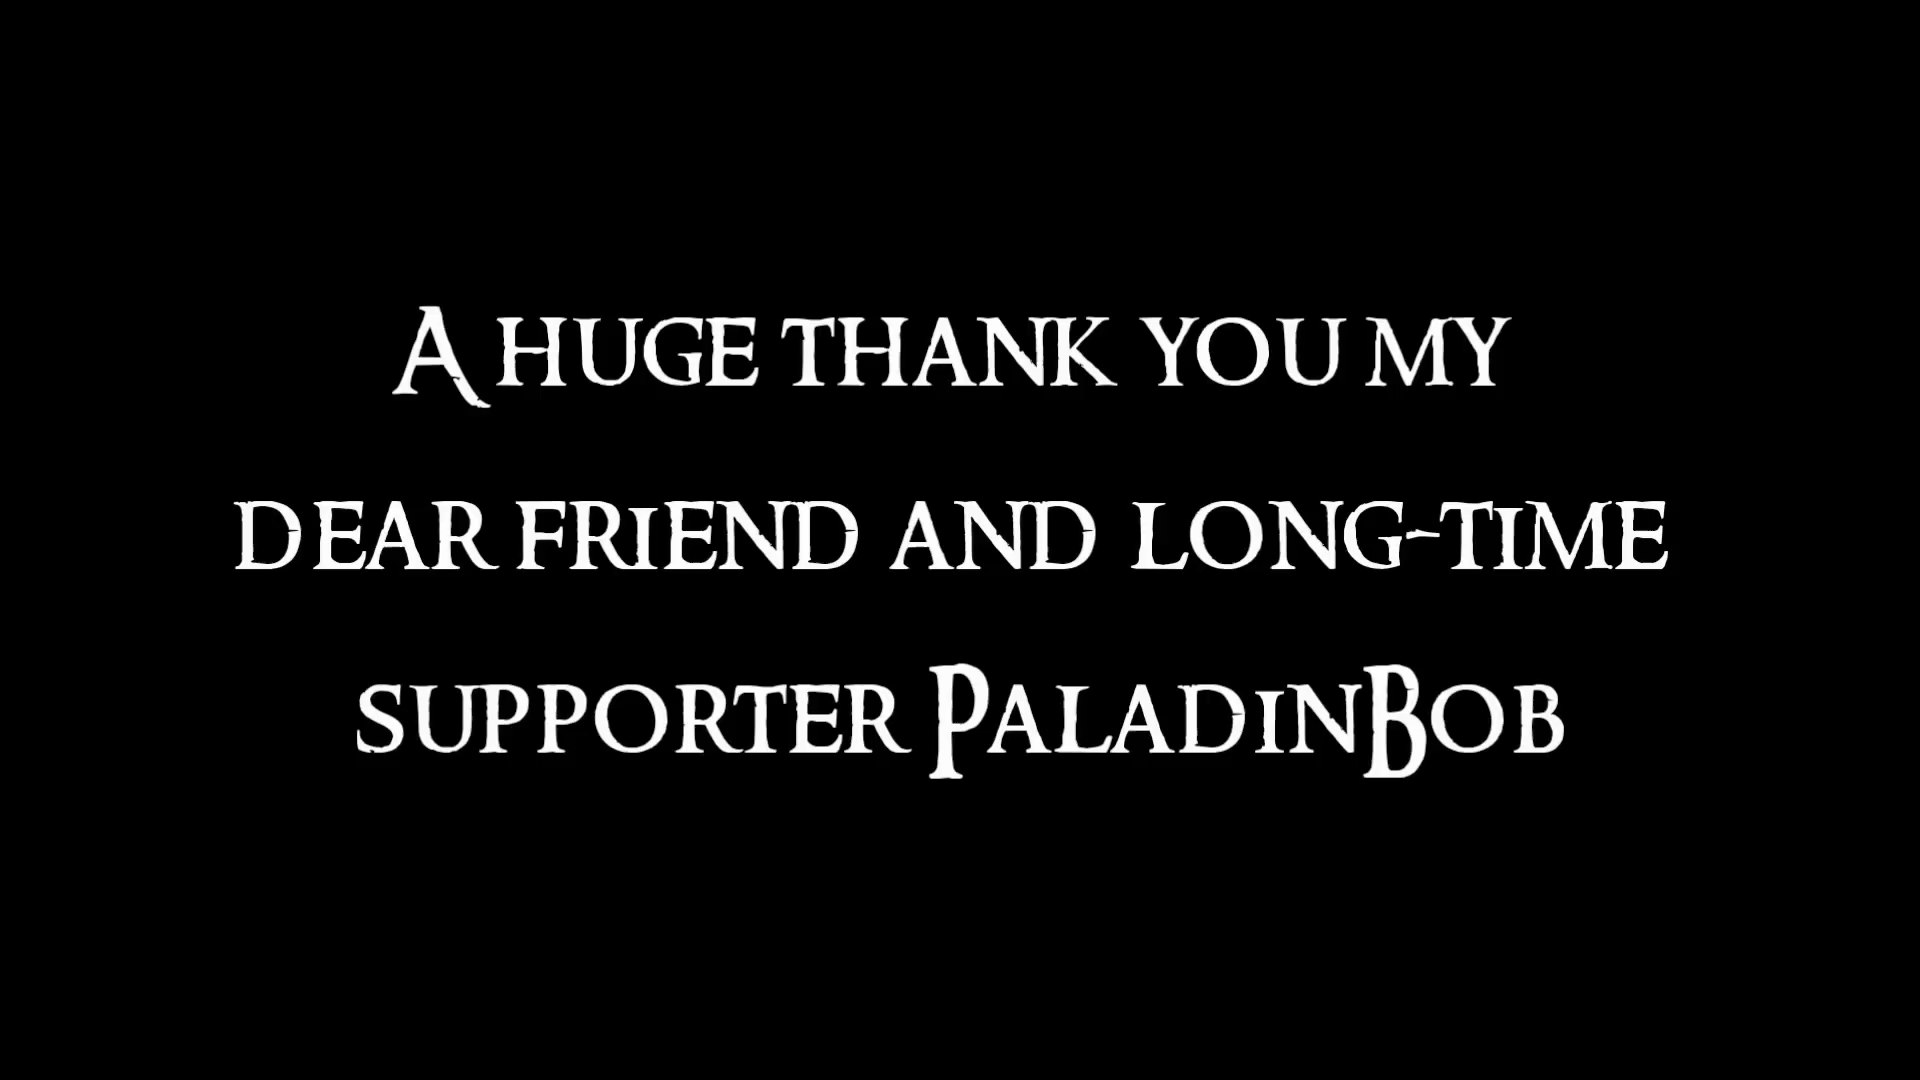 A huge thank you my
dear friend and long-time
supporter PaladinBob